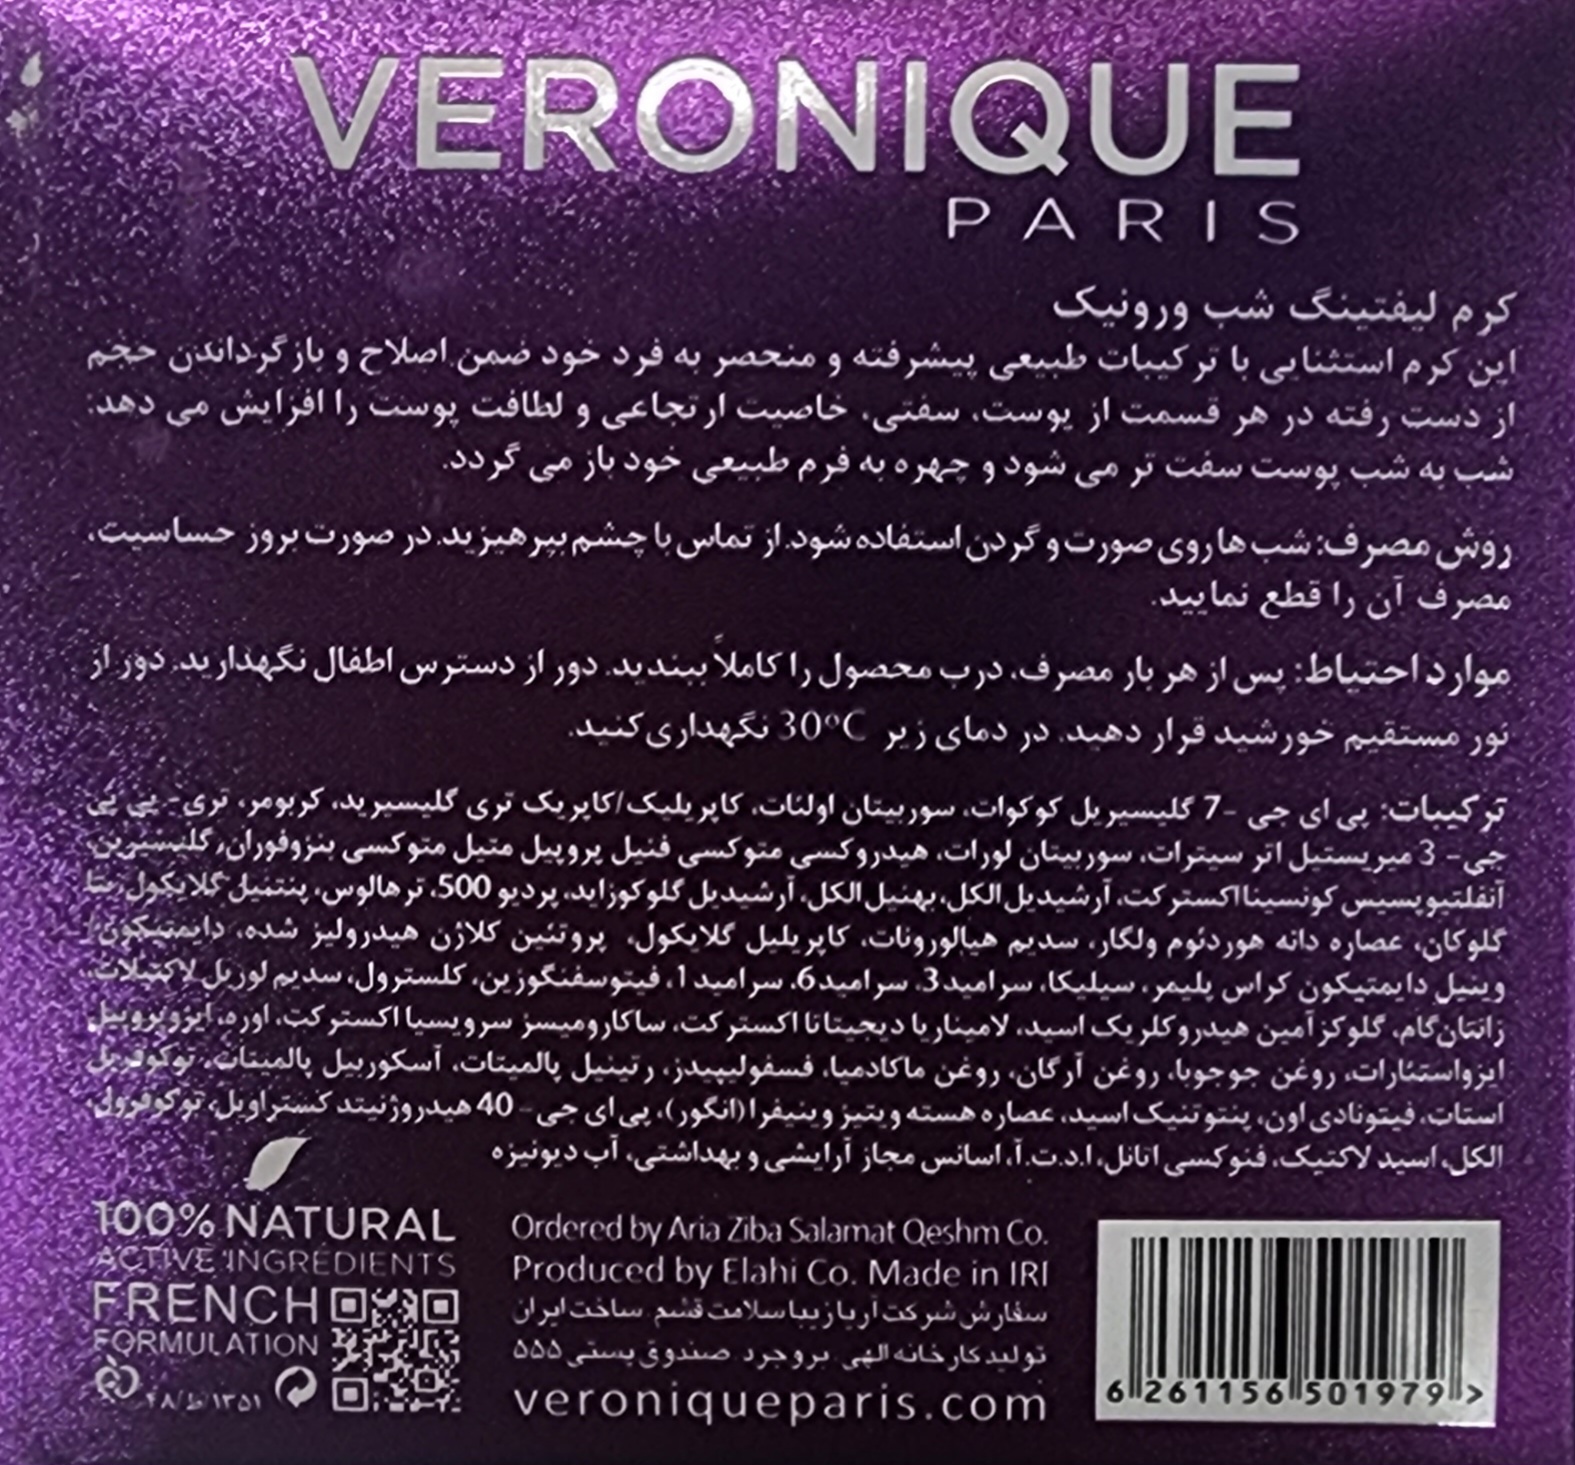 VERONIQUE
PARIS
کرم لیفتینگ شب ورونیک
این کرم استثنایی با ترکیبات طبیعی پیشرفته و منحصر به فرد خود ضمن اصلاح و بازگرداندن حجم
از دست رفته در هر قسمت از پوست، سفتی، خاصیت ارتجاعی و لطافت پوست را افزایش می دهد.
شب به شب پوست سفت تر می شود و چهره به فرم طبیعی خود باز می گردد.
روش مصرف: شب ها روی صورت و گردن استفاده شود. از تماس با چشم بپرهیزید. در صورت بروز حساسیت،
مصرف آن را قطع نمایید.
موارد احتیاط: پس از هر بار مصرف، درب محصول را کاملاً ببندید. دور از دسترس اطفال نگهدارید. دور از
نور مستقیم خورشید قرار دهید. در دمای زیر 30°C نگهداری کنید.
ترکیبات: پی ای جی -7 گلیسیریل کوکوات، سوربیتان اولئات، کاپریلیک/کاپریک تری گلیسیرید، کربومر، تری- پی پی
جی- 3 میریستیل اتر سیترات، سوربیتان لورات، هیدروکسی متوکسی فنیل پروپیل متیل متوکسی بنزوفوران، گلیسیرین
آنفلتیوپسیس کونسینا اکسترکت، آرشیدیل الکل، بهنیل الکل، آرشیدیل گلوکوزاید، پردیو 500، ترهالوس، پنتنیل گلایکول، بتا
گلوکان، عصاره دانه هوردئوم ولگار، سدیم هیالورونات، کاپریلیل گلایکول، پروتئین کلاژن هیدرولیز شده، دایمتیکون/
وینیل دایمتیکون کراس پلیمر، سیلیکا، سرامید3، سرامید6، سرامید 1، فیتوسفنگوزین، کلسترول، سدیم لوریل لاکتیلات،
زانتان گام، گلوکزآمین هیدروکلریک اسید، لامیناریا دیجیتاتا اکسترکت، ساکارومیسز سرویسیا اکسترکت، اوره، ایزوپروپیل
ایزواستئارات، روغن جوجوبا، روغن آرگان، روغن ماکادمیا، فسفولیپیدز، رتینیل پالمیتات، آسکوربیل پالمیتات، توکوفریل
استات، فیتونادی اون، پنتوتنیک اسید، عصاره هسته ویتیز وینیفرا (انگور)، پی ای جی- 40 هیدروژنیتد کستراویل، توکوفرول،
الکل، اسید لاکتیک، فنوکسی اتانل، ا.د.ت.آ، اسانس مجاز آرایشی و بهداشتی، آب دیونیزه
100% NATURAL
ACTIVE INGREDIENTS
FRENCH
FORMULATION
۴۸/ط/۱۳۵۱
Ordered by Aria Ziba Salamat Qeshm Co.
Produced by Elahi Co. Made in IRI
سفارش شرکت آریا زیبا سلامت قشم ساخت ایران
تولید کارخانه الهی بروجرد صندوق پستی ۵۵۵
veroniqueparis.com
6 261156 501979 >